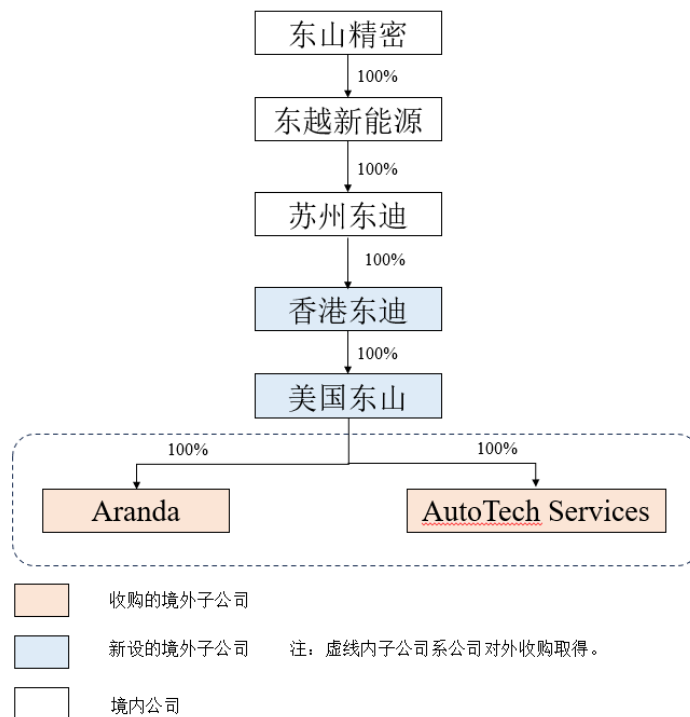 东山精密
100%
东越新能源
100%
苏州东迪
100%
香港东迪
100%
美国东山
100%
100%
Aranda
AutoTech Services
收购的境外子公司
新设的境外子公司 注：虚线内子公司系公司对外收购取得。
境内公司